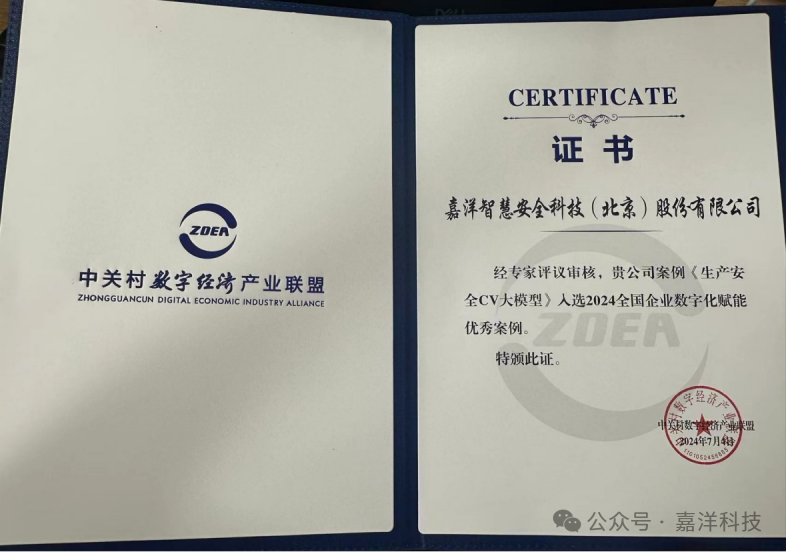 ZDEA
中关村数字经济产业联盟
ZHONGGUANCUN DIGITAL ECONOMIC INDUSTRY ALLIANCE
CERTIFICATE
证书
嘉洋智慧安全科技（北京）股份有限公司
经专家评议审核，贵公司案例《生产安
全CV大模型》入选2024全国企业数字化赋能
优秀案例。
特颁此证。
ZDEA
中关村数字经济产业联盟
2024年7月4日
公众号 · 嘉洋科技